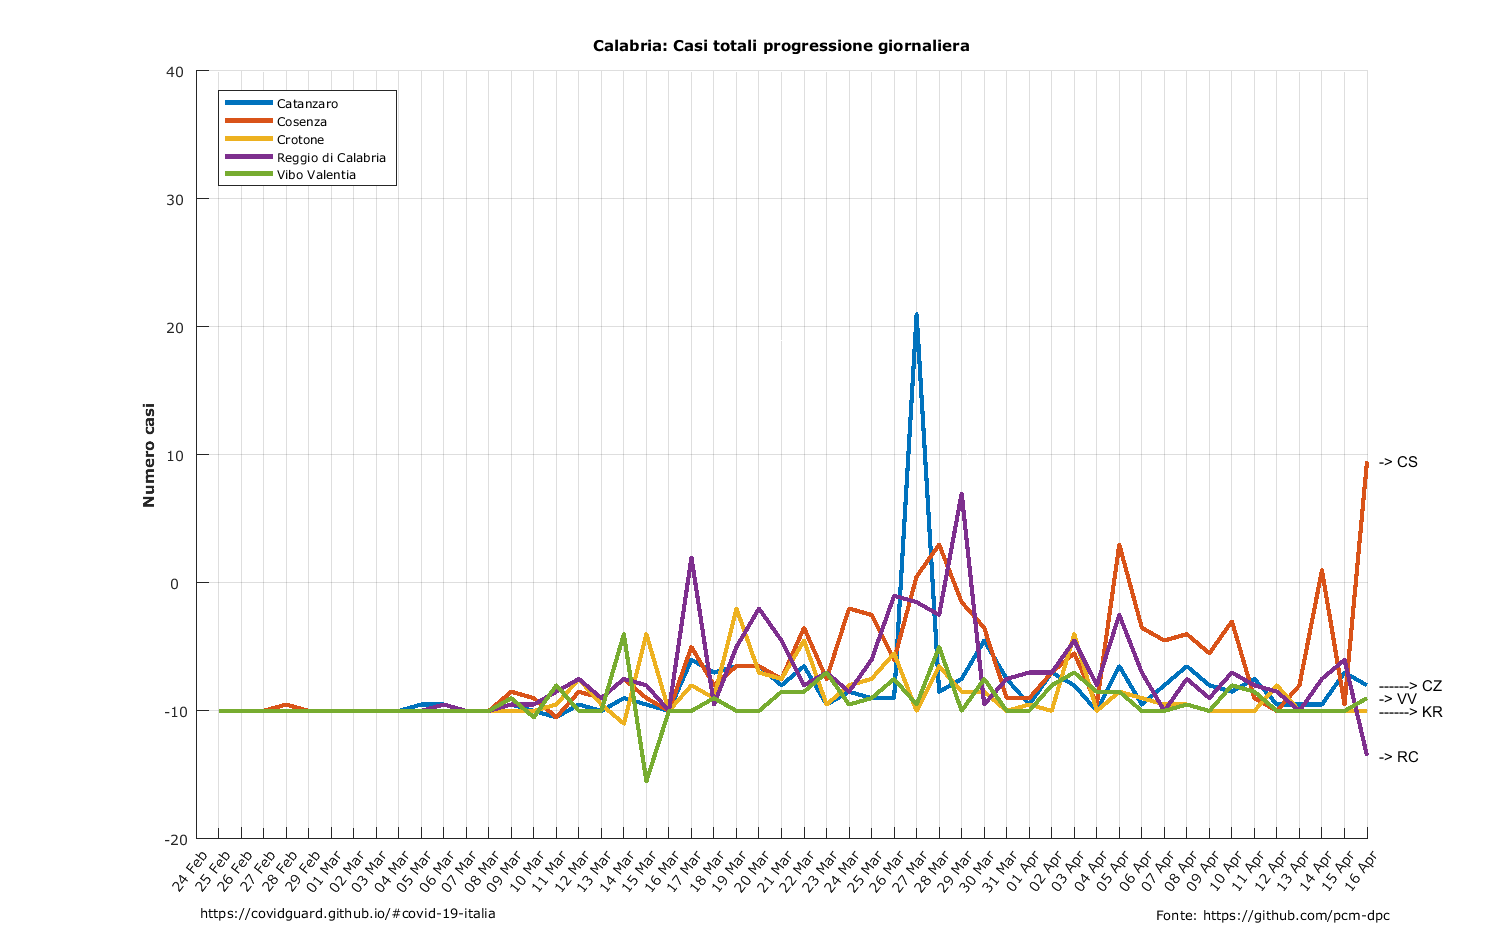 Calabria: Casi totali progressione giornaliera
40
30
20
10
0
-10
-20
Numero casi
Catanzaro
Cosenza
Crotone
Reggio di Calabria
Vibo Valentia
-> CS
------> CZ
-> VV
------> KR
-> RC
24 Feb
25 Feb
26 Feb
27 Feb
28 Feb
29 Feb
01 Mar
02 Mar
03 Mar
04 Mar
05 Mar
06 Mar
07 Mar
08 Mar
09 Mar
10 Mar
11 Mar
12 Mar
13 Mar
14 Mar
15 Mar
16 Mar
17 Mar
18 Mar
19 Mar
20 Mar
21 Mar
22 Mar
23 Mar
24 Mar
25 Mar
26 Mar
27 Mar
28 Mar
29 Mar
30 Mar
31 Mar
01 Apr
02 Apr
03 Apr
04 Apr
05 Apr
06 Apr
07 Apr
08 Apr
09 Apr
10 Apr
11 Apr
12 Apr
13 Apr
14 Apr
15 Apr
16 Apr
https://covidguard.github.io/#covid-19-italia
Fonte: https://github.com/pcm-dpc